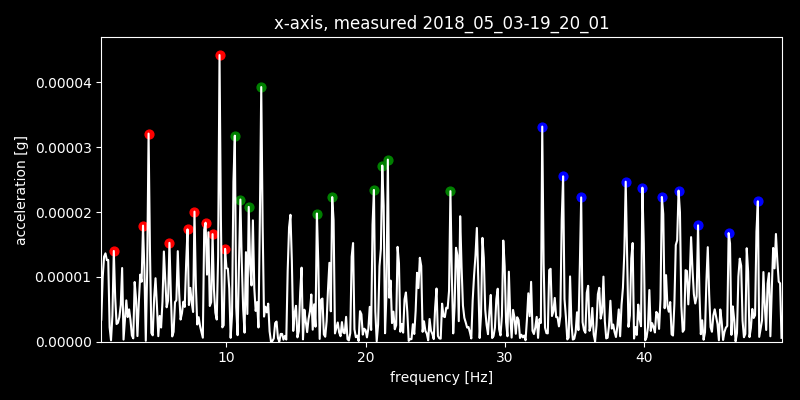 x-axis, measured 2018_05_03-19_20_01
acceleration [g]
0.00004
0.00003
0.00002
0.00001
0.00000
10 20 30 40
frequency [Hz]